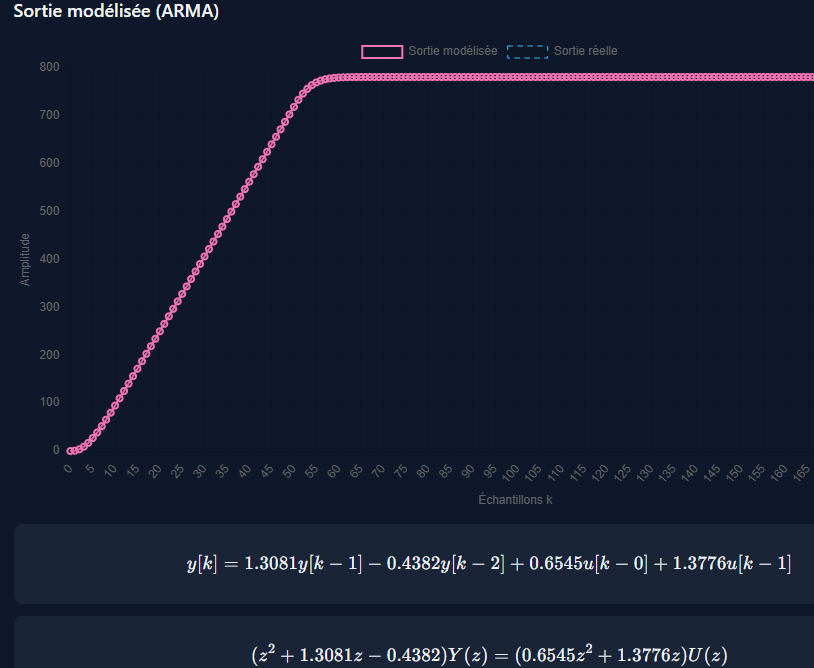 Sortie modélisée (ARMA)
Sortie modélisée Sortie réelle
800
700
600
500
400
300
200
100
0
Amplitude
0 5 10 15 20 25 30 35 40 45 50 55 60 65 70 75 80 85 90 95 100 105 110 115 120 125 130 135 140 145 150 155 160 165
Échantillons k
y[k] = 1.3081y[k − 1] − 0.4382y[k − 2] + 0.6545u[k − 0] + 1.3776u[k − 1]
(z² + 1.3081z − 0.4382)Y(z) = (0.6545z² + 1.3776z)U(z)